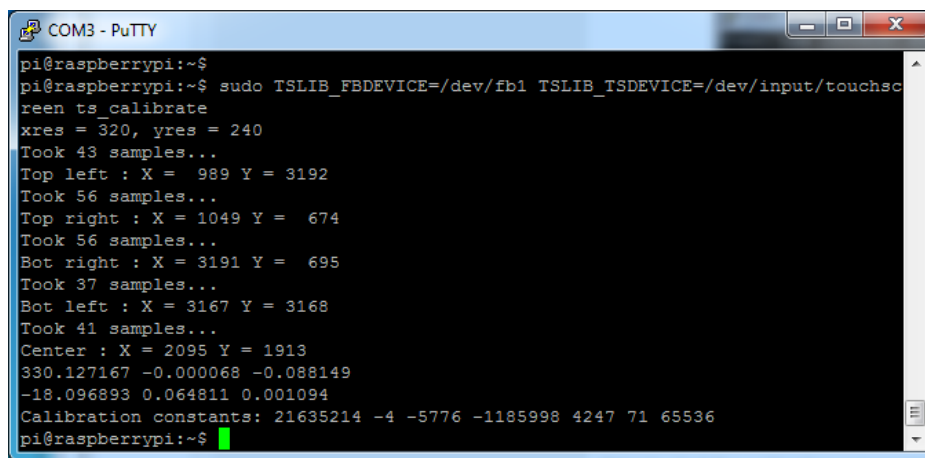 COM3 - PuTTY
pi@raspberrypi:~$
pi@raspberrypi:~$ sudo TSLIB_FBDEVICE=/dev/fb1 TSLIB_TSDEVICE=/dev/input/touchsc
reen ts_calibrate
xres = 320, yres = 240
Took 43 samples...
Top left : X =  989 Y = 3192
Took 56 samples...
Top right : X = 1049 Y =  674
Took 56 samples...
Bot right : X = 3191 Y =  695
Took 37 samples...
Bot left : X = 3167 Y = 3168
Took 41 samples...
Center : X = 2095 Y = 1913
330.127167 -0.000068 -0.088149
-18.096893 0.064811 0.001094
Calibration constants: 21635214 -4 -5776 -1185998 4247 71 65536
pi@raspberrypi:~$